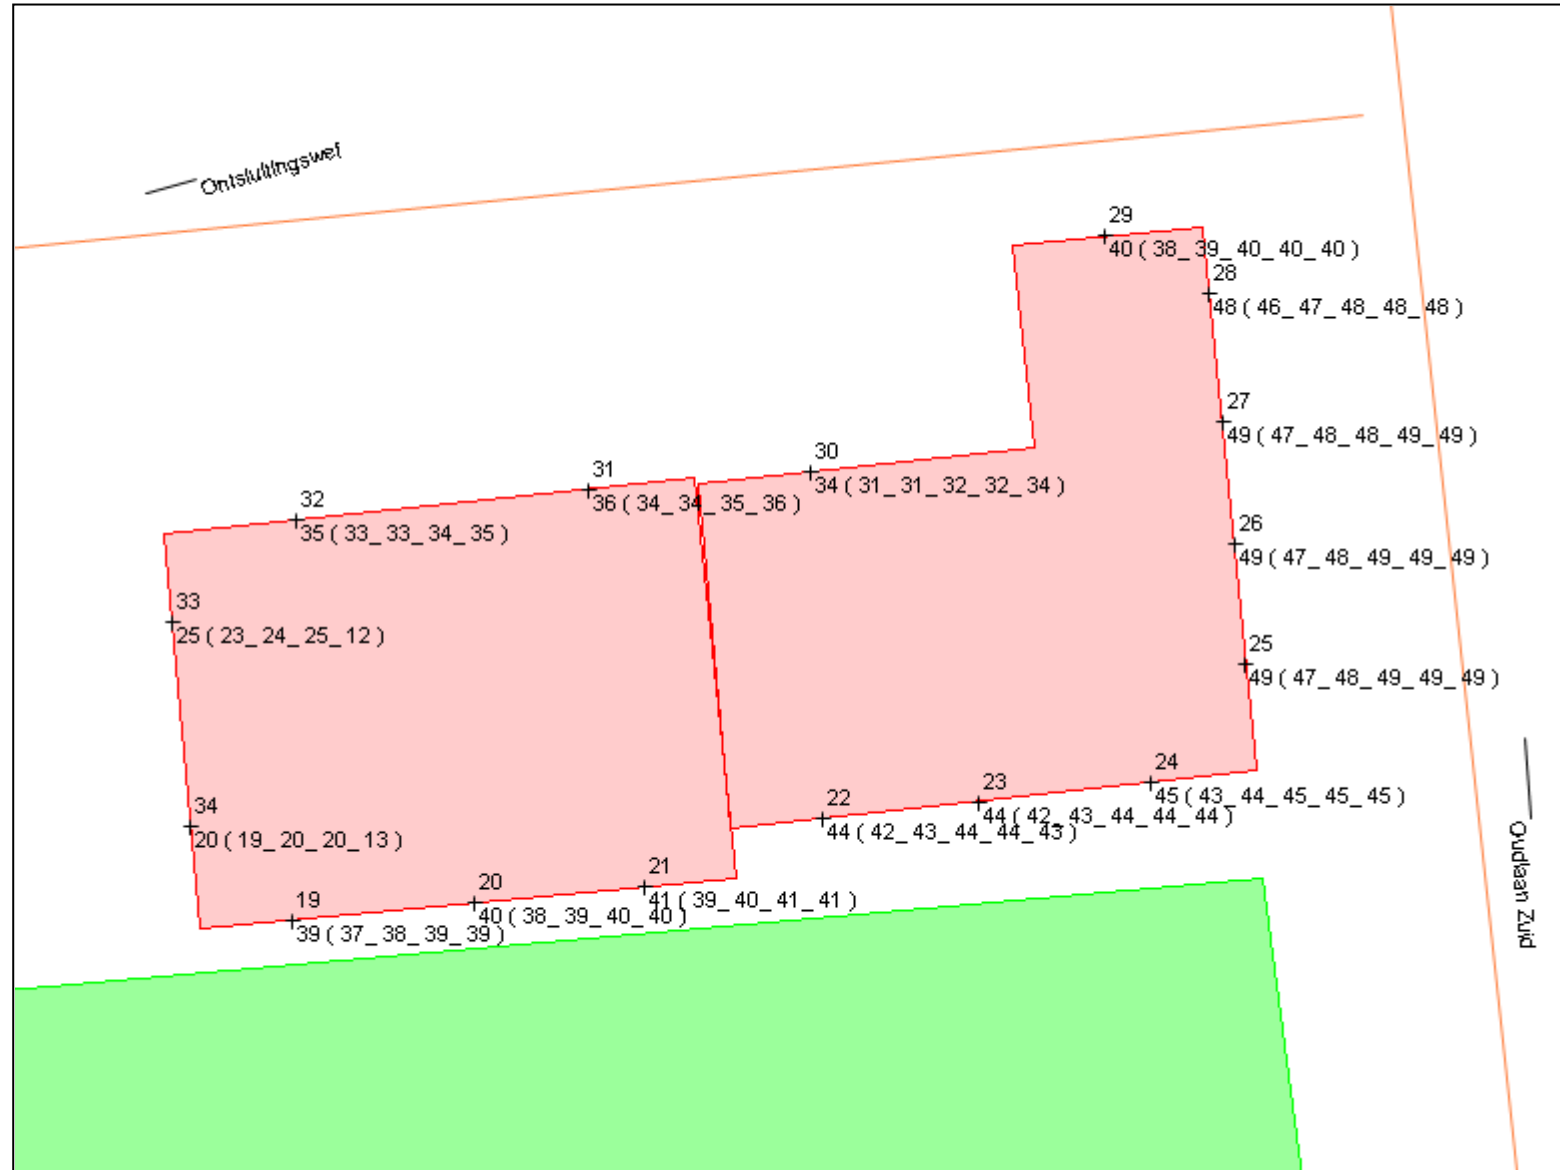 Ontsluitingswef
29
40 ( 38_ 39_ 40_ 40_ 40 )
28
48 ( 46_ 47_ 48_ 48_ 48 )
27
49 ( 47_ 48_ 48_ 49_ 49 )
30
34 ( 31_ 31_ 32_ 32_ 34 )
31
36 ( 34_ 34_ 35_ 36 )
32
35 ( 33_ 33_ 34_ 35 )
26
49 ( 47_ 48_ 49_ 49_ 49 )
33
25 ( 23_ 24_ 25_ 12 )
25
49 ( 47_ 48_ 49_ 49_ 49 )
24
45 ( 43_ 44_ 45_ 45_ 45 )
23
44 ( 42_ 43_ 44_ 44_ 44 )
22
44 ( 42_ 43_ 44_ 44_ 43 )
34
20 ( 19_ 20_ 20_ 13 )
21
41 ( 39_ 40_ 41_ 41 )
20
40 ( 38_ 39_ 40_ 40 )
19
39 ( 37_ 38_ 39_ 39 )
Oudlaan Zuid